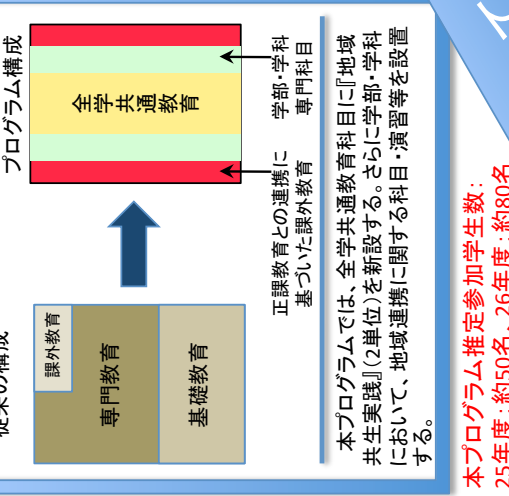 従来の構成
プログラム構成
課外教育
専門教育
基礎教育
全学共通
教育
正課教育との連携に
基づいた課外教育
学部・学科
専門科目
本プログラムでは、全学共通教育科目に『地域
共生実践』(2単位)を新設する。さらに学部・学科
において、地域連携に関する科目・演習等を設置
する。
本プログラム推定参加学生数:
25年度:約50名、26年度:約80名